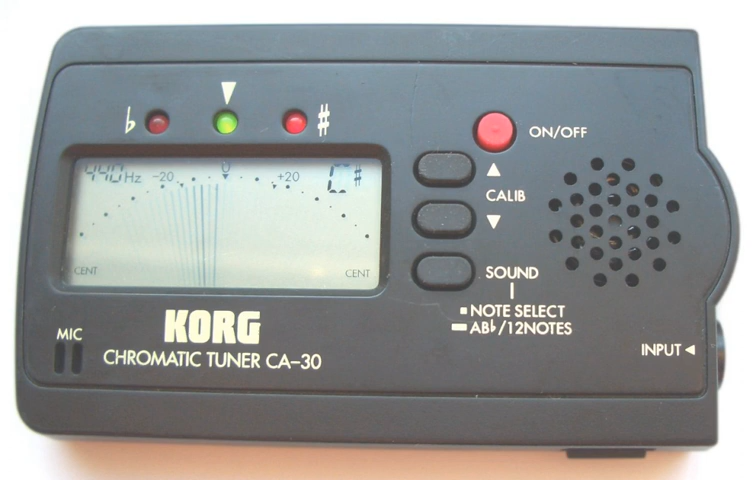 ♭ ♯
ON/OFF
440Hz -20 0 +20 C♯
CALIB
CENT CENT
SOUND
NOTE SELECT
AB♭/12NOTES
MIC
KORG
CHROMATIC TUNER CA-30
INPUT